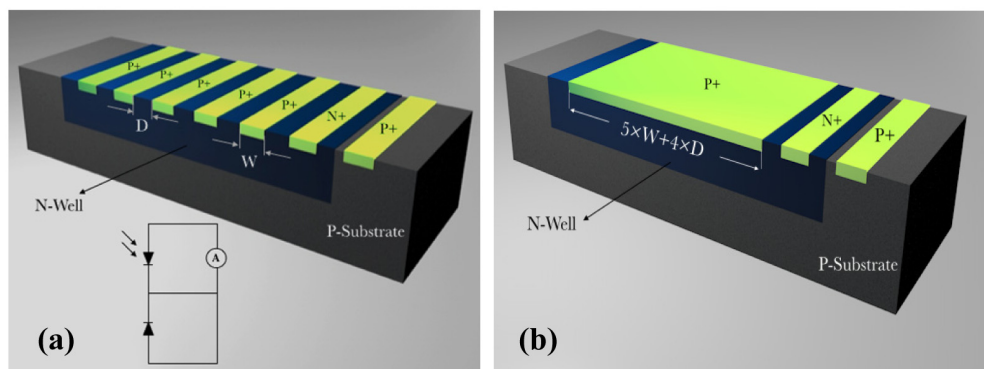 P+
P+
P+
P+
P+
N+
P+
D
W
N-Well
P-Substrate
A
(a)
P+
N+
P+
5×W+4×D
N-Well
P-Substrate
(b)